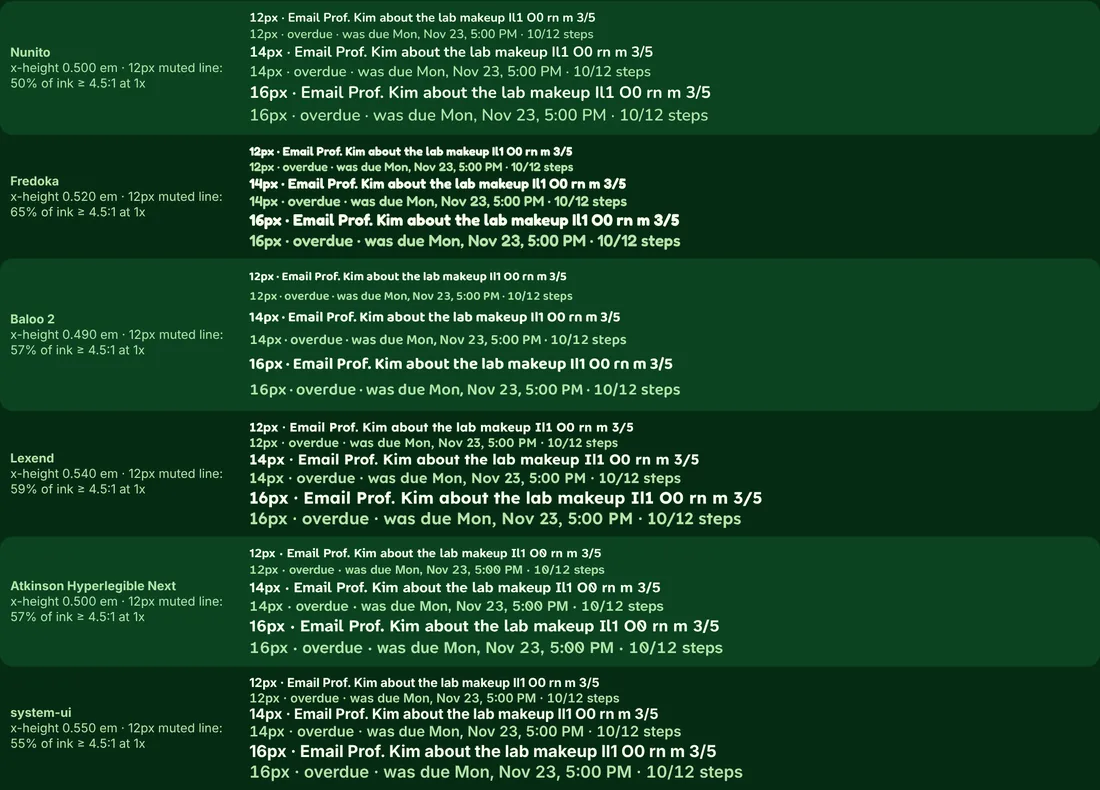 Nunito
x-height 0.500 em · 12px muted line:
50% of ink ≥ 4.5:1 at 1x
12px · Email Prof. Kim about the lab makeup Il1 O0 rn m 3/5
12px · overdue · was due Mon, Nov 23, 5:00 PM · 10/12 steps
14px · Email Prof. Kim about the lab makeup Il1 O0 rn m 3/5
14px · overdue · was due Mon, Nov 23, 5:00 PM · 10/12 steps
16px · Email Prof. Kim about the lab makeup Il1 O0 rn m 3/5
16px · overdue · was due Mon, Nov 23, 5:00 PM · 10/12 steps
Fredoka
x-height 0.520 em · 12px muted line:
65% of ink ≥ 4.5:1 at 1x
12px · Email Prof. Kim about the lab makeup Il1 O0 rn m 3/5
12px · overdue · was due Mon, Nov 23, 5:00 PM · 10/12 steps
14px · Email Prof. Kim about the lab makeup Il1 O0 rn m 3/5
14px · overdue · was due Mon, Nov 23, 5:00 PM · 10/12 steps
16px · Email Prof. Kim about the lab makeup Il1 O0 rn m 3/5
16px · overdue · was due Mon, Nov 23, 5:00 PM · 10/12 steps
Baloo 2
x-height 0.490 em · 12px muted line:
57% of ink ≥ 4.5:1 at 1x
12px · Email Prof. Kim about the lab makeup Il1 O0 rn m 3/5
12px · overdue · was due Mon, Nov 23, 5:00 PM · 10/12 steps
14px · Email Prof. Kim about the lab makeup Il1 O0 rn m 3/5
14px · overdue · was due Mon, Nov 23, 5:00 PM · 10/12 steps
16px · Email Prof. Kim about the lab makeup Il1 O0 rn m 3/5
16px · overdue · was due Mon, Nov 23, 5:00 PM · 10/12 steps
Lexend
x-height 0.540 em · 12px muted line:
59% of ink ≥ 4.5:1 at 1x
12px · Email Prof. Kim about the lab makeup Il1 O0 rn m 3/5
12px · overdue · was due Mon, Nov 23, 5:00 PM · 10/12 steps
14px · Email Prof. Kim about the lab makeup Il1 O0 rn m 3/5
14px · overdue · was due Mon, Nov 23, 5:00 PM · 10/12 steps
16px · Email Prof. Kim about the lab makeup Il1 O0 rn m 3/5
16px · overdue · was due Mon, Nov 23, 5:00 PM · 10/12 steps
Atkinson Hyperlegible Next
x-height 0.500 em · 12px muted line:
57% of ink ≥ 4.5:1 at 1x
12px · Email Prof. Kim about the lab makeup Il1 O0 rn m 3/5
12px · overdue · was due Mon, Nov 23, 5:00 PM · 10/12 steps
14px · Email Prof. Kim about the lab makeup Il1 O0 rn m 3/5
14px · overdue · was due Mon, Nov 23, 5:00 PM · 10/12 steps
16px · Email Prof. Kim about the lab makeup Il1 O0 rn m 3/5
16px · overdue · was due Mon, Nov 23, 5:00 PM · 10/12 steps
system-ui
x-height 0.550 em · 12px muted line:
55% of ink ≥ 4.5:1 at 1x
12px · Email Prof. Kim about the lab makeup Il1 O0 rn m 3/5
12px · overdue · was due Mon, Nov 23, 5:00 PM · 10/12 steps
14px · Email Prof. Kim about the lab makeup Il1 O0 rn m 3/5
14px · overdue · was due Mon, Nov 23, 5:00 PM · 10/12 steps
16px · Email Prof. Kim about the lab makeup Il1 O0 rn m 3/5
16px · overdue · was due Mon, Nov 23, 5:00 PM · 10/12 steps